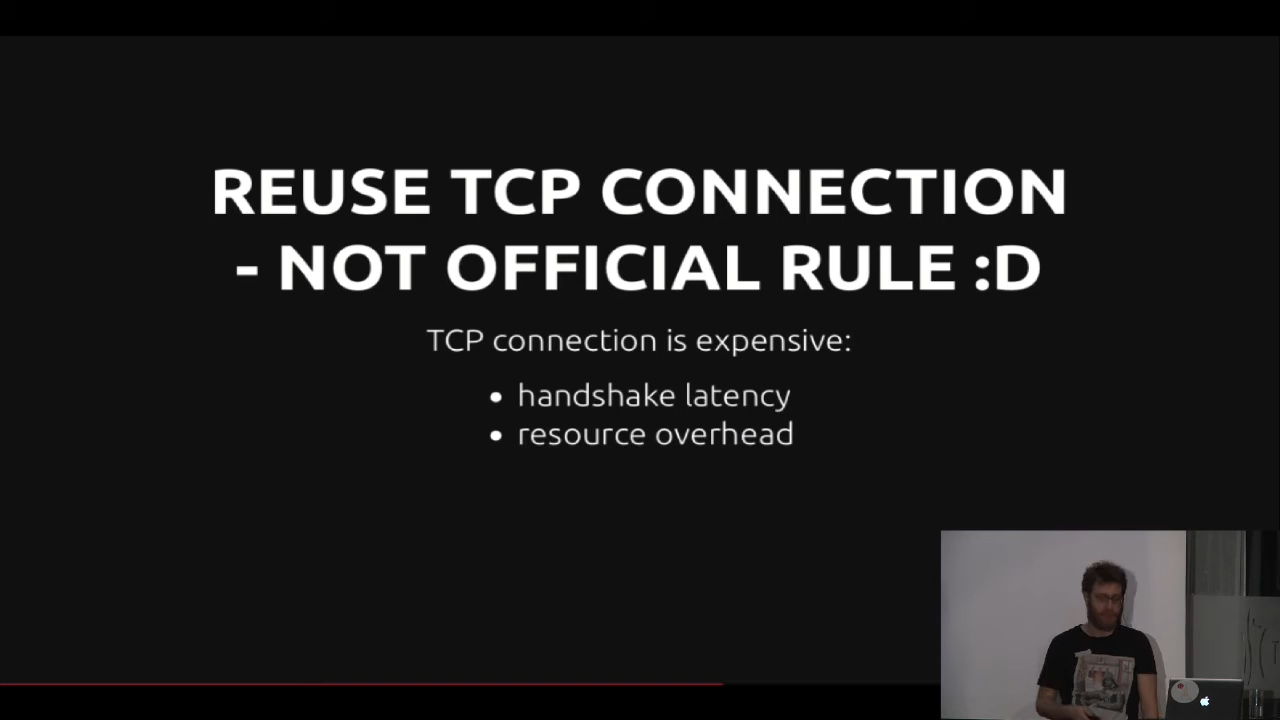 REUSE TCP CONNECTION
- NOT OFFICIAL RULE :D
TCP connection is expensive:
• handshake latency
• resource overhead